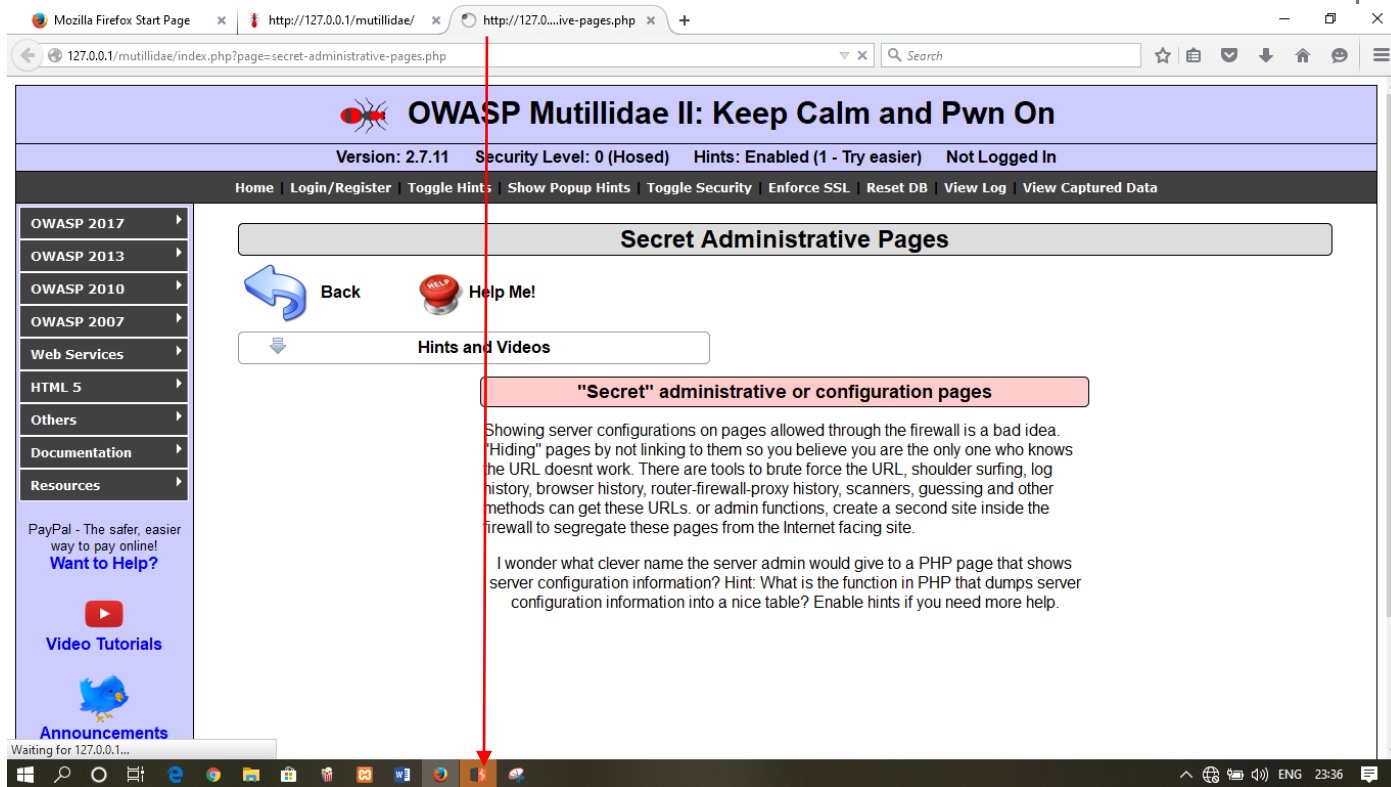 Mozilla Firefox Start Page
http://127.0.0.1/mutillidae/
http://127.0....ive-pages.php
127.0.0.1/mutillidae/index.php?page=secret-administrative-pages.php
Search
OWASP Mutillidae II: Keep Calm and Pwn On
Version: 2.7.11 Security Level: 0 (Hosed) Hints: Enabled (1 - Try easier) Not Logged In
Home | Login/Register | Toggle Hints | Show Popup Hints | Toggle Security | Enforce SSL | Reset DB | View Log | View Captured Data
OWASP 2017
OWASP 2013
OWASP 2010
OWASP 2007
Web Services
HTML 5
Others
Documentation
Resources
PayPal - The safer, easier
way to pay online!
Want to Help?
Video Tutorials
Announcements
Secret Administrative Pages
Back
HELP
Help Me!
Hints and Videos
"Secret" administrative or configuration pages
Showing server configurations on pages allowed through the firewall is a bad idea.
"Hiding" pages by not linking to them so you believe you are the only one who knows
the URL doesnt work. There are tools to brute force the URL, shoulder surfing, log
history, browser history, router-firewall-proxy history, scanners, guessing and other
methods can get these URLs. or admin functions, create a second site inside the
firewall to segregate these pages from the Internet facing site.
I wonder what clever name the server admin would give to a PHP page that shows
server configuration information? Hint: What is the function in PHP that dumps server
configuration information into a nice table? Enable hints if you need more help.
Waiting for 127.0.0.1...
ENG 23:36